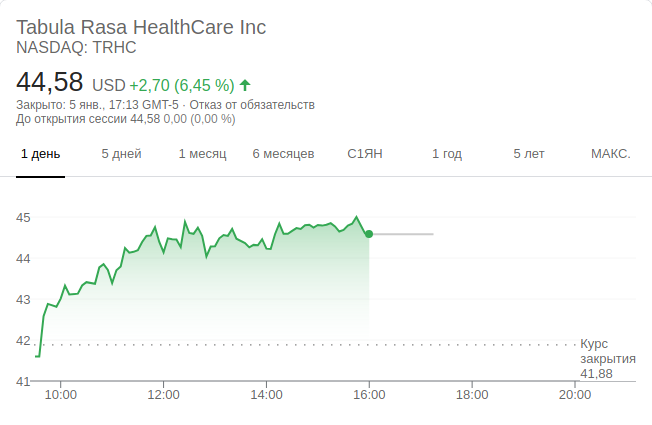 Tabula Rasa HealthCare Inc
NASDAQ: TRHC
44,58 USD +2,70 (6,45 %)
Закрыто: 5 янв., 17:13 GMT-5 · Отказ от обязательств
До открытия сессии 44,58 0,00 (0,00 %)
1 день 5 дней 1 месяц 6 месяцев С1ЯН 1 год 5 лет МАКС.
45
44
43
42
41
Курс
закрытия
41,88
10:00 12:00 14:00 16:00 18:00 20:00